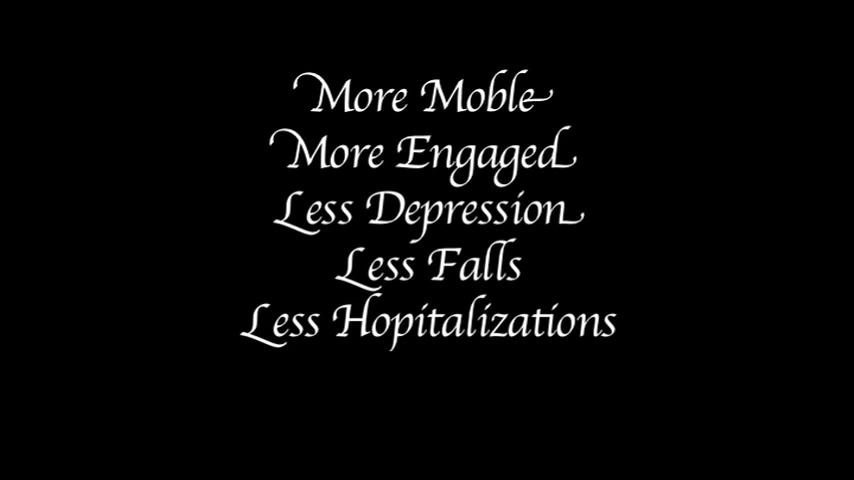 More Moble
More Engaged
Less Depression
Less Falls
Less Hopitalizations